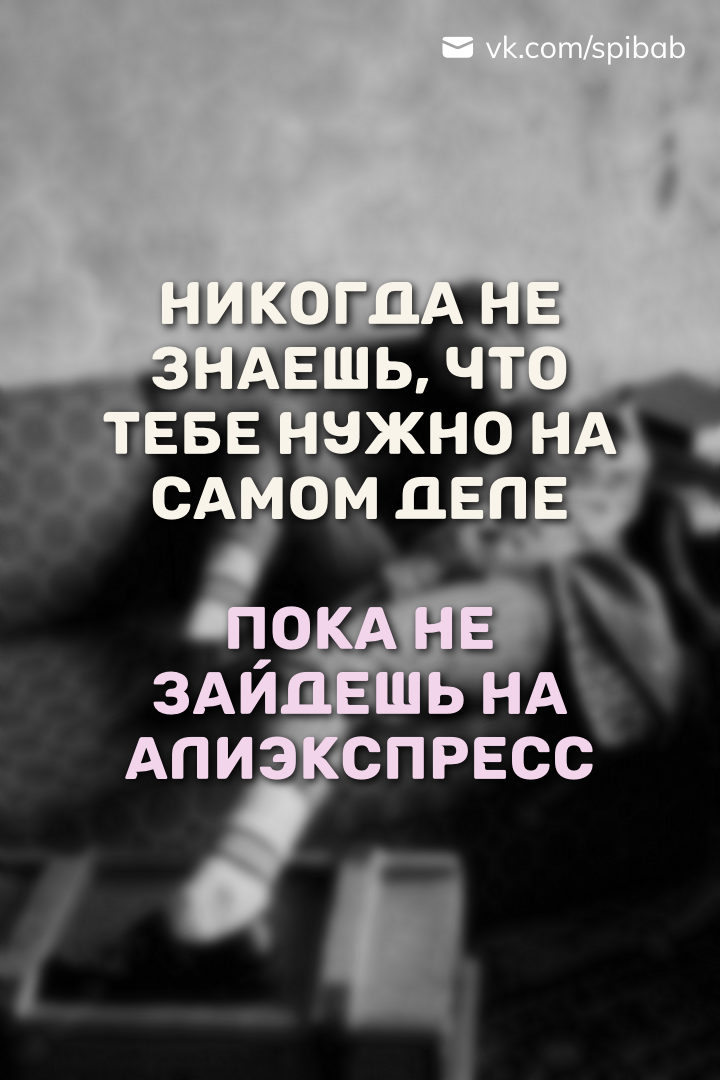 vk.com/spibab
НИКОГДА НЕ
ЗНАЕШЬ, ЧТО
ТЕБЕ НУЖНО НА
САМОМ ДЕЛЕ
ПОКА НЕ
ЗАЙДЕШЬ НА
АЛИЭКСПРЕСС